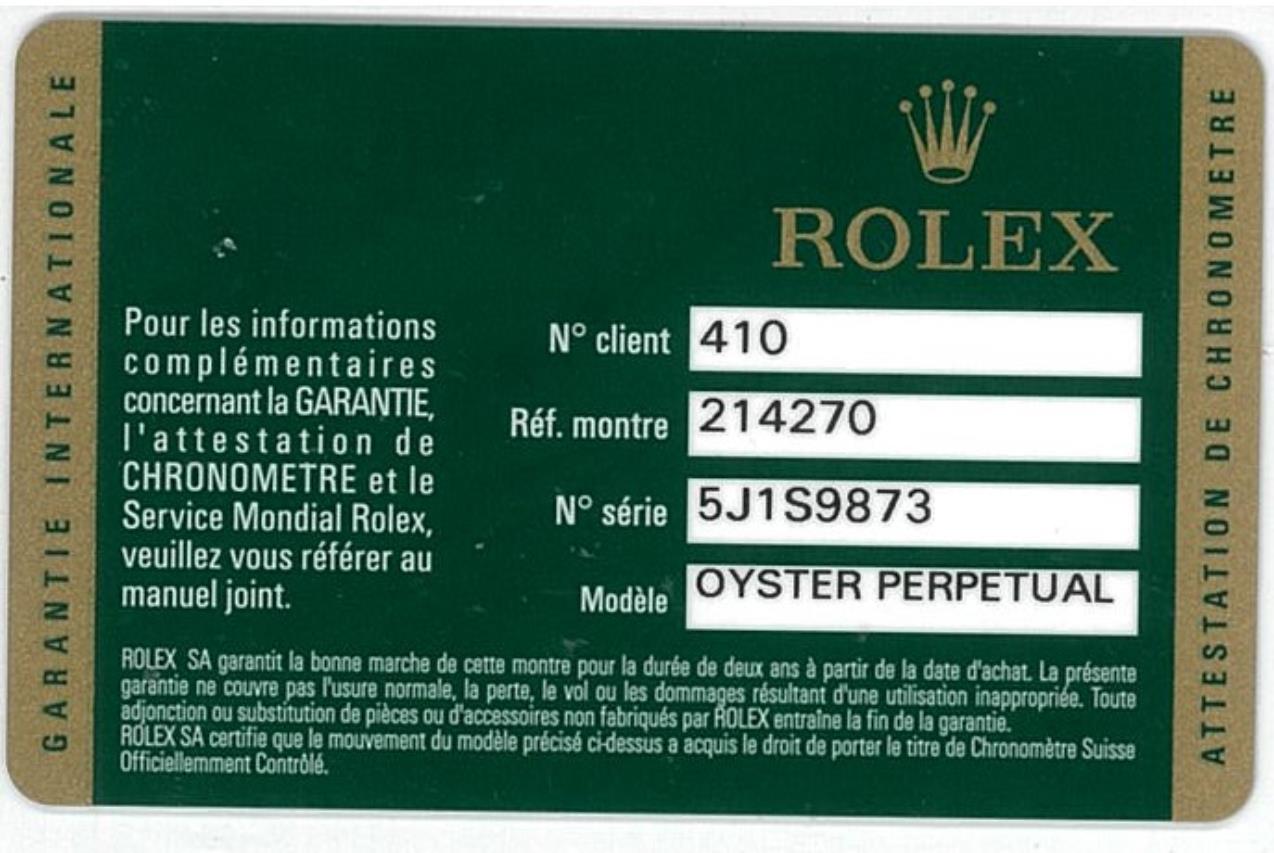 GARANTIE INTERNATIONALE
ROLEX
Pour les informations
complémentaires
concernant la GARANTIE,
l'attestation de
CHRONOMETRE et le
Service Mondial Rolex,
veuillez vous référer au
manuel joint.
N° client 410
Réf. montre 214270
N° série 5J1S9873
Modèle OYSTER PERPETUAL
ROLEX SA garantit la bonne marche de cette montre pour la durée de deux ans à partir de la date d'achat. La présente
garantie ne couvre pas l'usure normale, la perte, le vol ou les dommages résultant d'une utilisation inappropriée. Toute
adjonction ou substitution de pièces ou d'accessoires non fabriqués par ROLEX entraîne la fin de la garantie.
ROLEX SA certifie que le mouvement du modèle précisé ci-dessus a acquis le droit de porter le titre de Chronomètre Suisse
Officiellemment Contrôlé.
ATTESTATION DE CHRONOMETRE